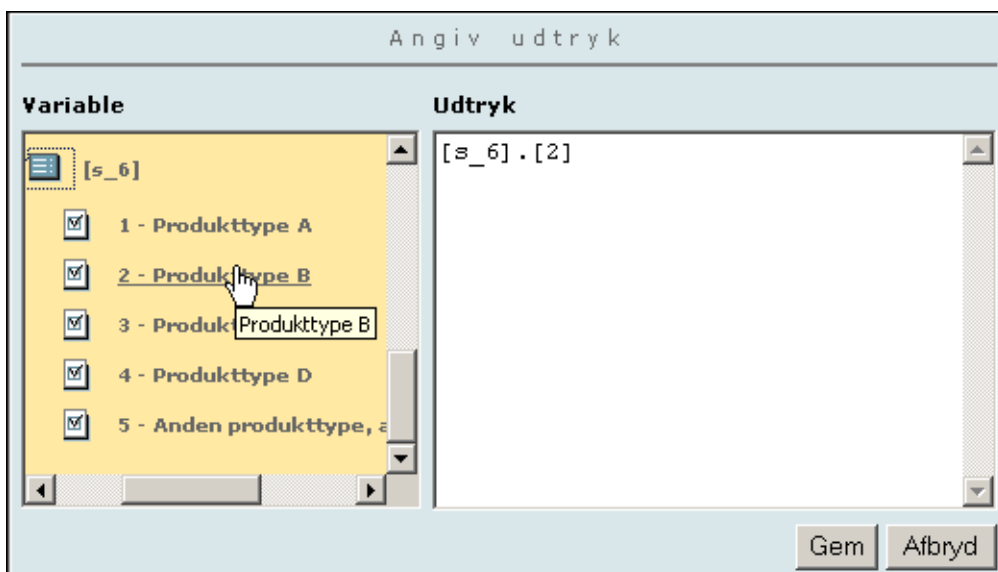 Angiv udtryk
Variable
Udtryk
[s_6]
1 - Produkttype A
2 - Produkttype B
3 - Produkt
Produkttype B
4 - Produkttype D
5 - Anden produkttype, a
[s_6].[2]
Gem
Afbryd